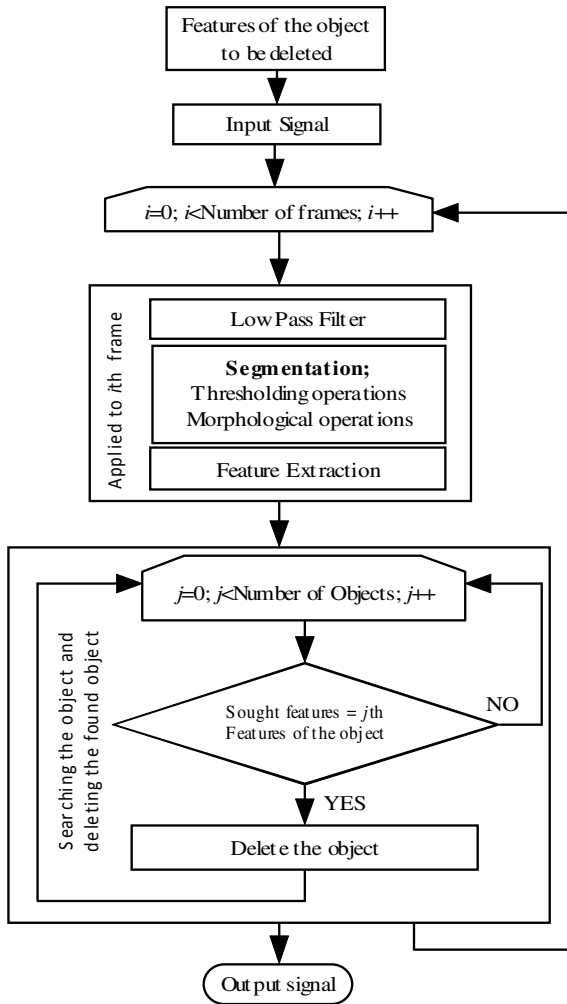 Features of the object
to be deleted
Input Signal
i=0; i<Number of frames; i++
Applied to ith frame
Low Pass Filter
Segmentation;
Thresholding operations
Morphological operations
Feature Extraction
Searching the object and
deleting the found object
j=0; j<Number of Objects; j++
Sought features = jth
Features of the object
NO
YES
Delete the object
Output signal